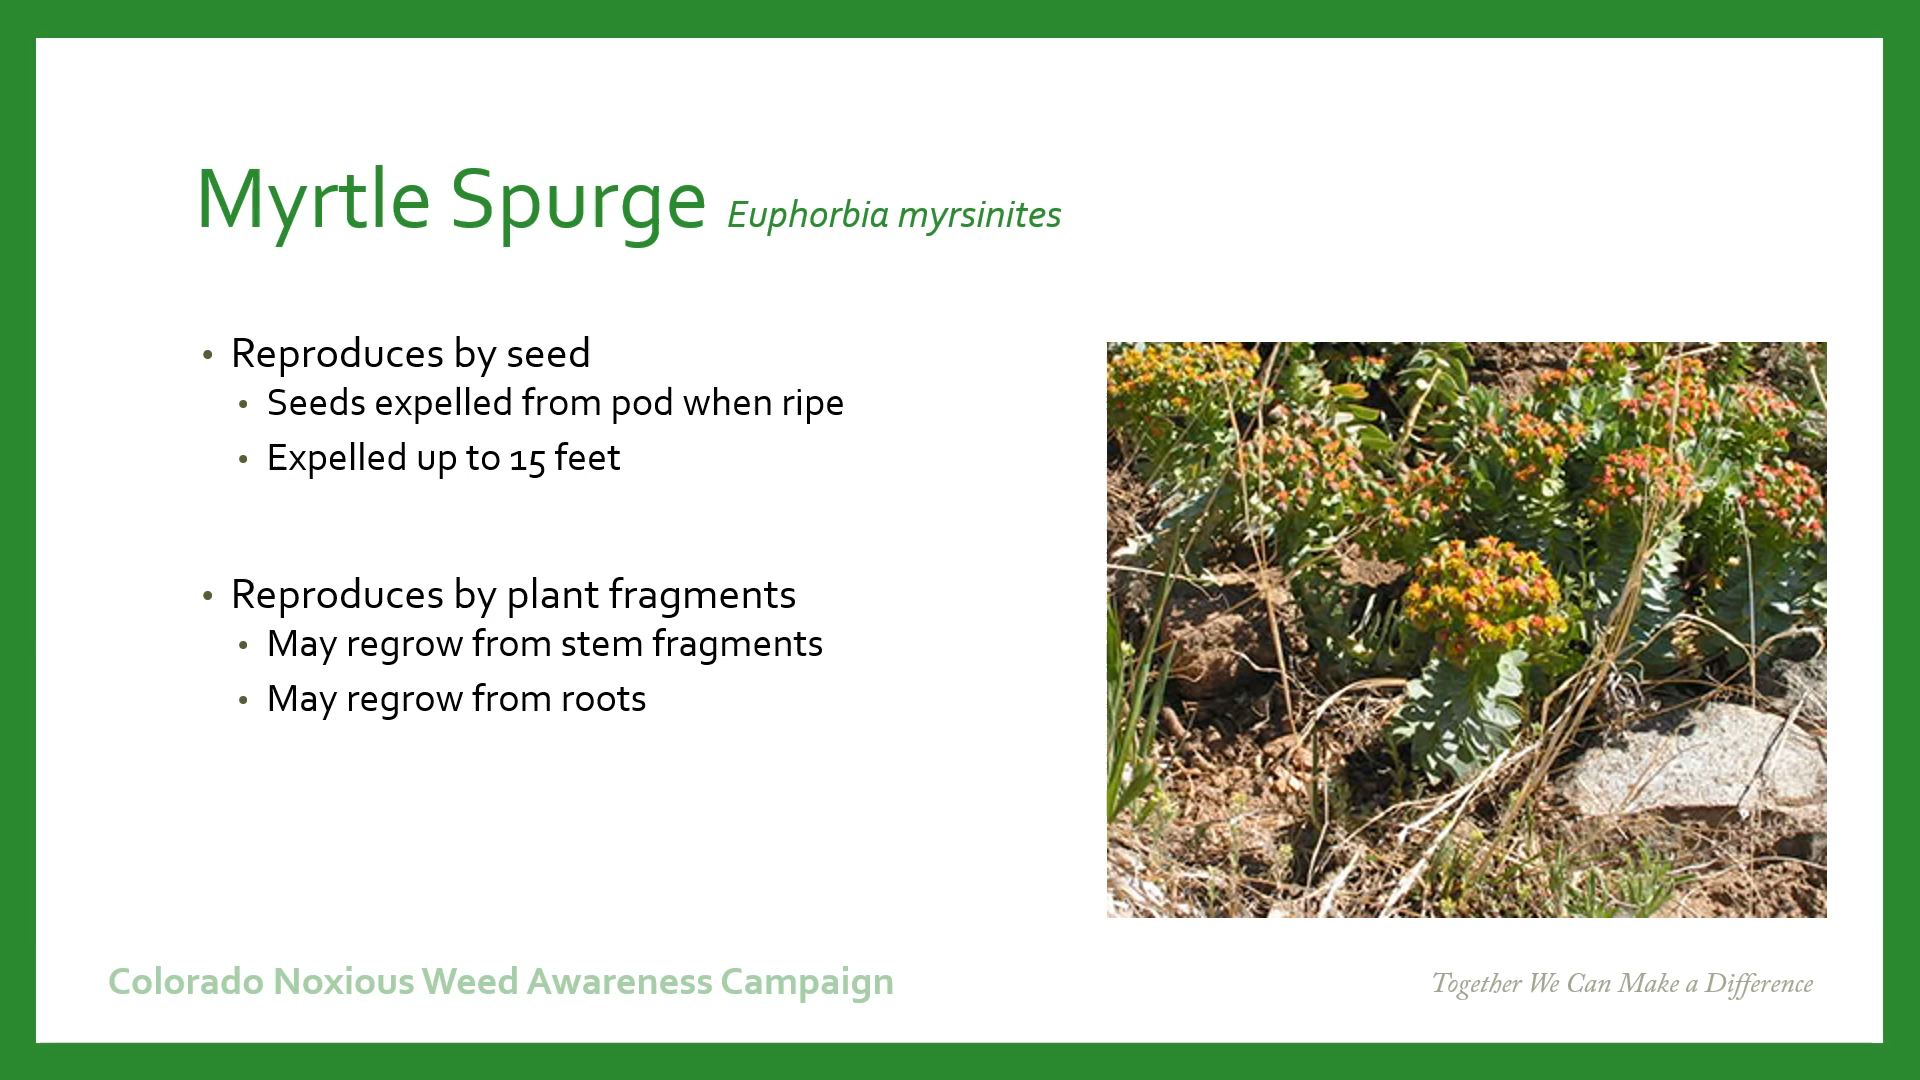 Myrtle Spurge Euphorbia myrsinites
• Reproduces by seed
• Seeds expelled from pod when ripe
• Expelled up to 15 feet
• Reproduces by plant fragments
• May regrow from stem fragments
• May regrow from roots
Colorado Noxious Weed Awareness Campaign
Together We Can Make a Difference